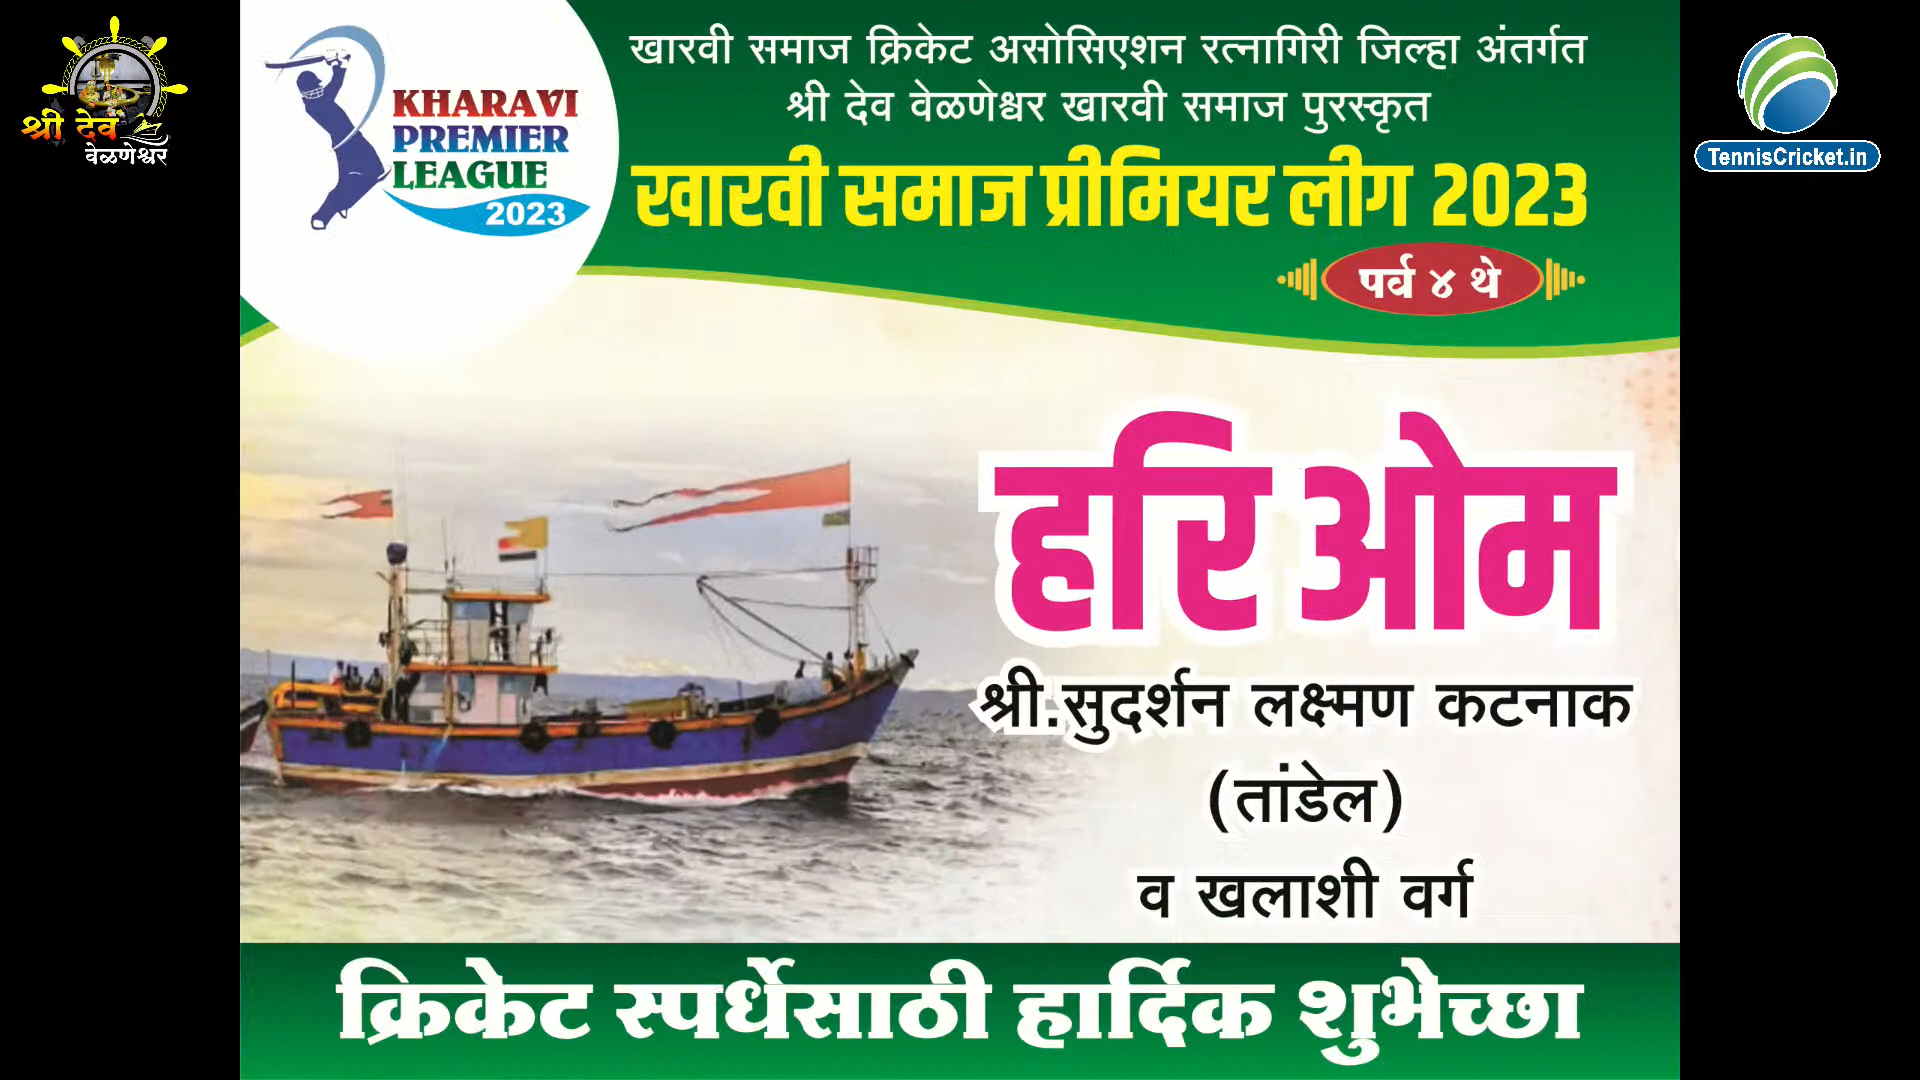 श्री देव
वेळणेश्वर
KHARAVI
PREMIER
LEAGUE
2023
खारवी समाज क्रिकेट असोसिएशन रत्नागिरी जिल्हा अंतर्गत
श्री देव वेळणेश्वर खारवी समाज पुरस्कृत
खारवी समाज प्रीमियर लीग 2023
पर्व ४ थे
TennisCricket.in
हरि ओम
श्री.सुदर्शन लक्ष्मण कटनाक
(तांडेल)
व खलाशी वर्ग
क्रिकेट स्पर्धेसाठी हार्दिक शुभेच्छा